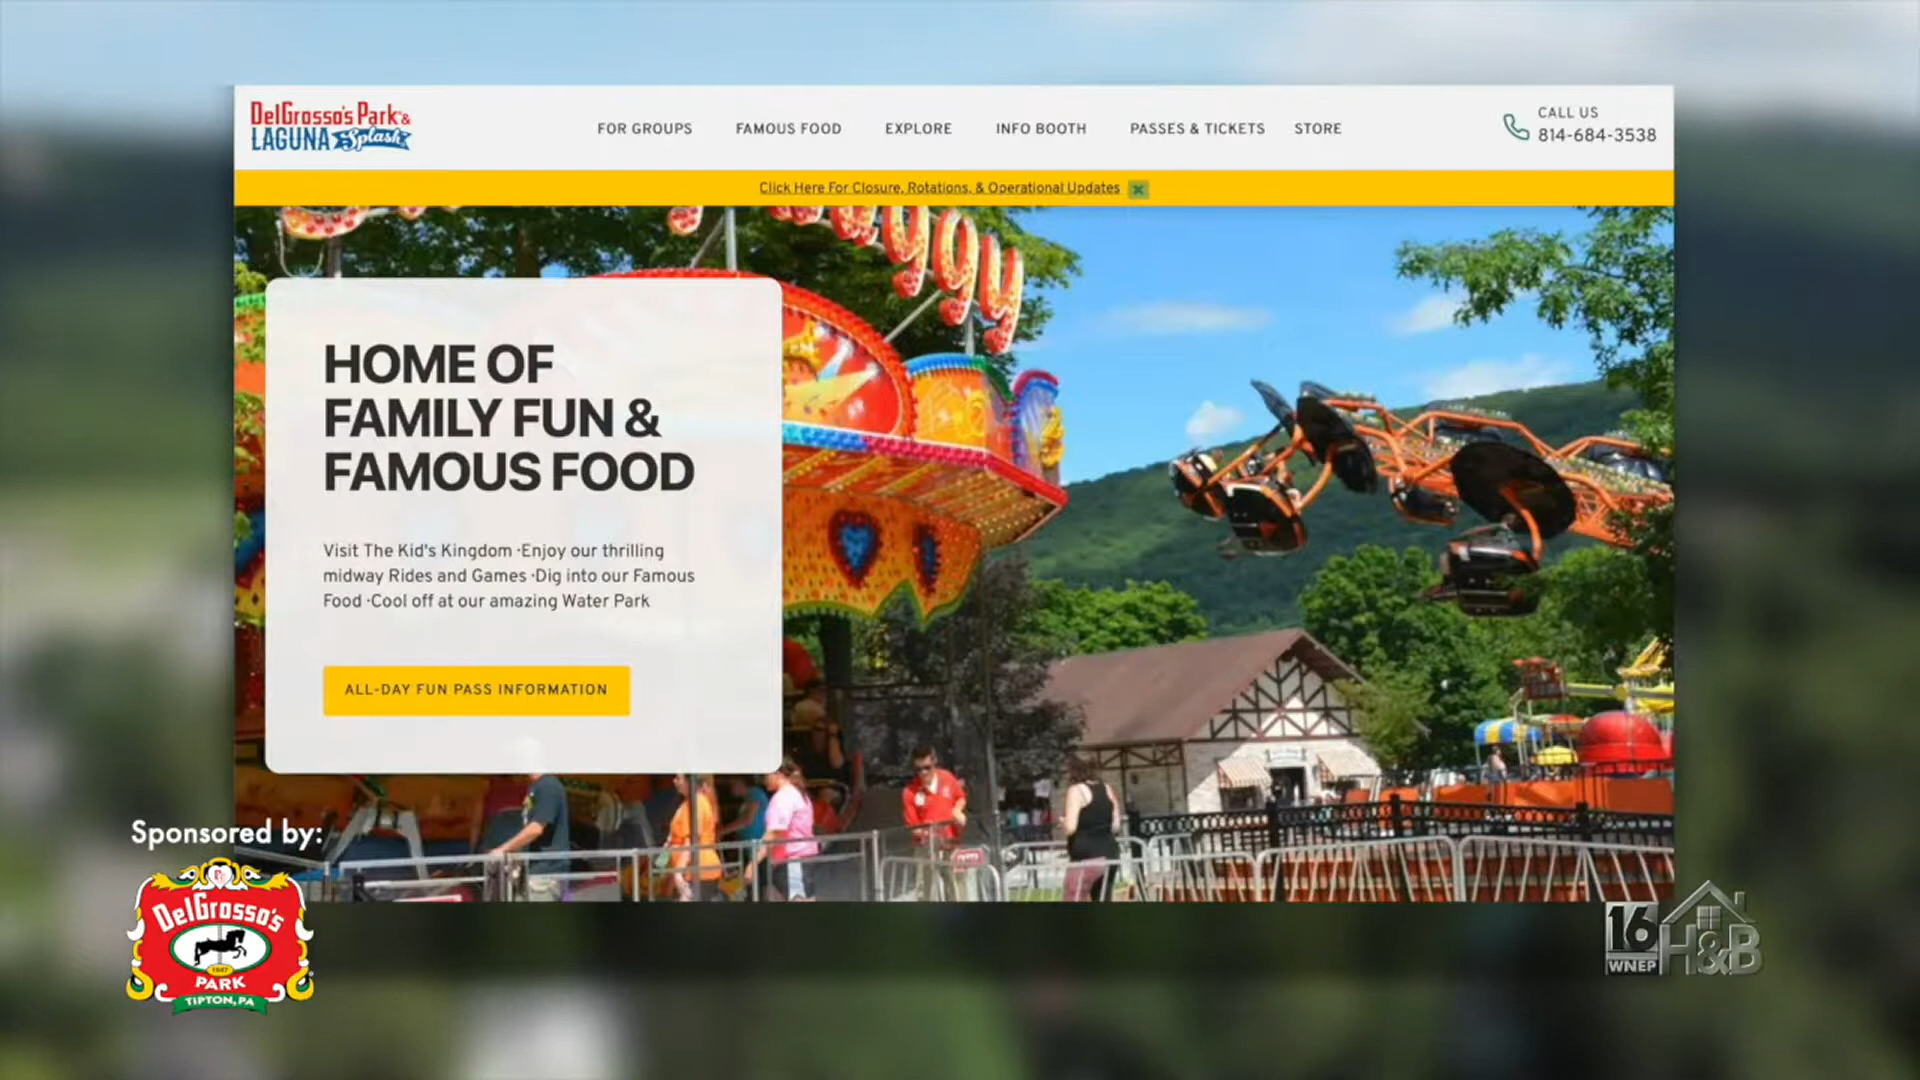 DelGrosso's Park &
LAGUNA Splash
FOR GROUPS
FAMOUS FOOD
EXPLORE
INFO BOOTH
PASSES & TICKETS
STORE
CALL US
814-684-3538
Click Here For Closure, Rotations, & Operational Updates
HOME OF
FAMILY FUN &
FAMOUS FOOD
Visit The Kid's Kingdom ·Enjoy our thrilling
midway Rides and Games ·Dig into our Famous
Food ·Cool off at our amazing Water Park
ALL-DAY FUN PASS INFORMATION
Sponsored by:
DelGrosso's
PARK
TIPTON, PA
16
WNEP
H&B